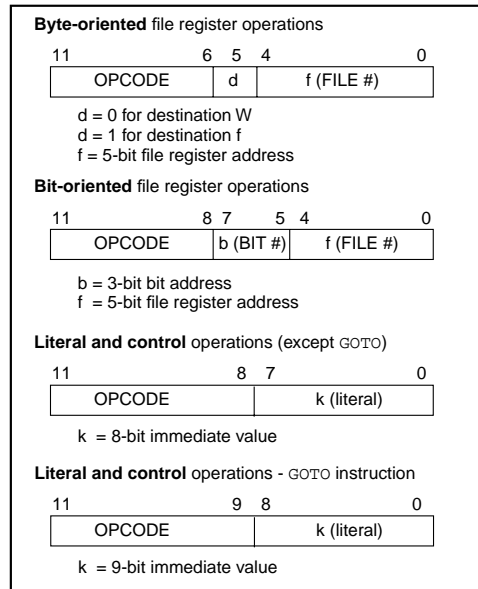 Byte-oriented file register operations
11 6 5 4 0
OPCODE d f (FILE #)
d = 0 for destination W
d = 1 for destination f
f = 5-bit file register address
Bit-oriented file register operations
11 8 7 5 4 0
OPCODE b (BIT #) f (FILE #)
b = 3-bit bit address
f = 5-bit file register address
Literal and control operations (except GOTO)
11 8 7 0
OPCODE k (literal)
k = 8-bit immediate value
Literal and control operations - GOTO instruction
11 9 8 0
OPCODE k (literal)
k = 9-bit immediate value